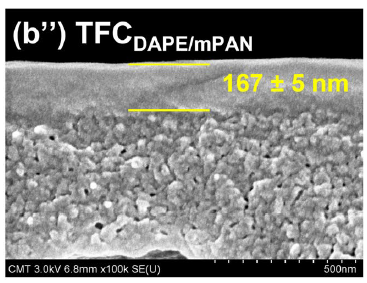 (b'') TFC DAPE/mPAN
167 ± 5 nm
CMT 3.0kV 6.8mm x100k SE(U) 500nm